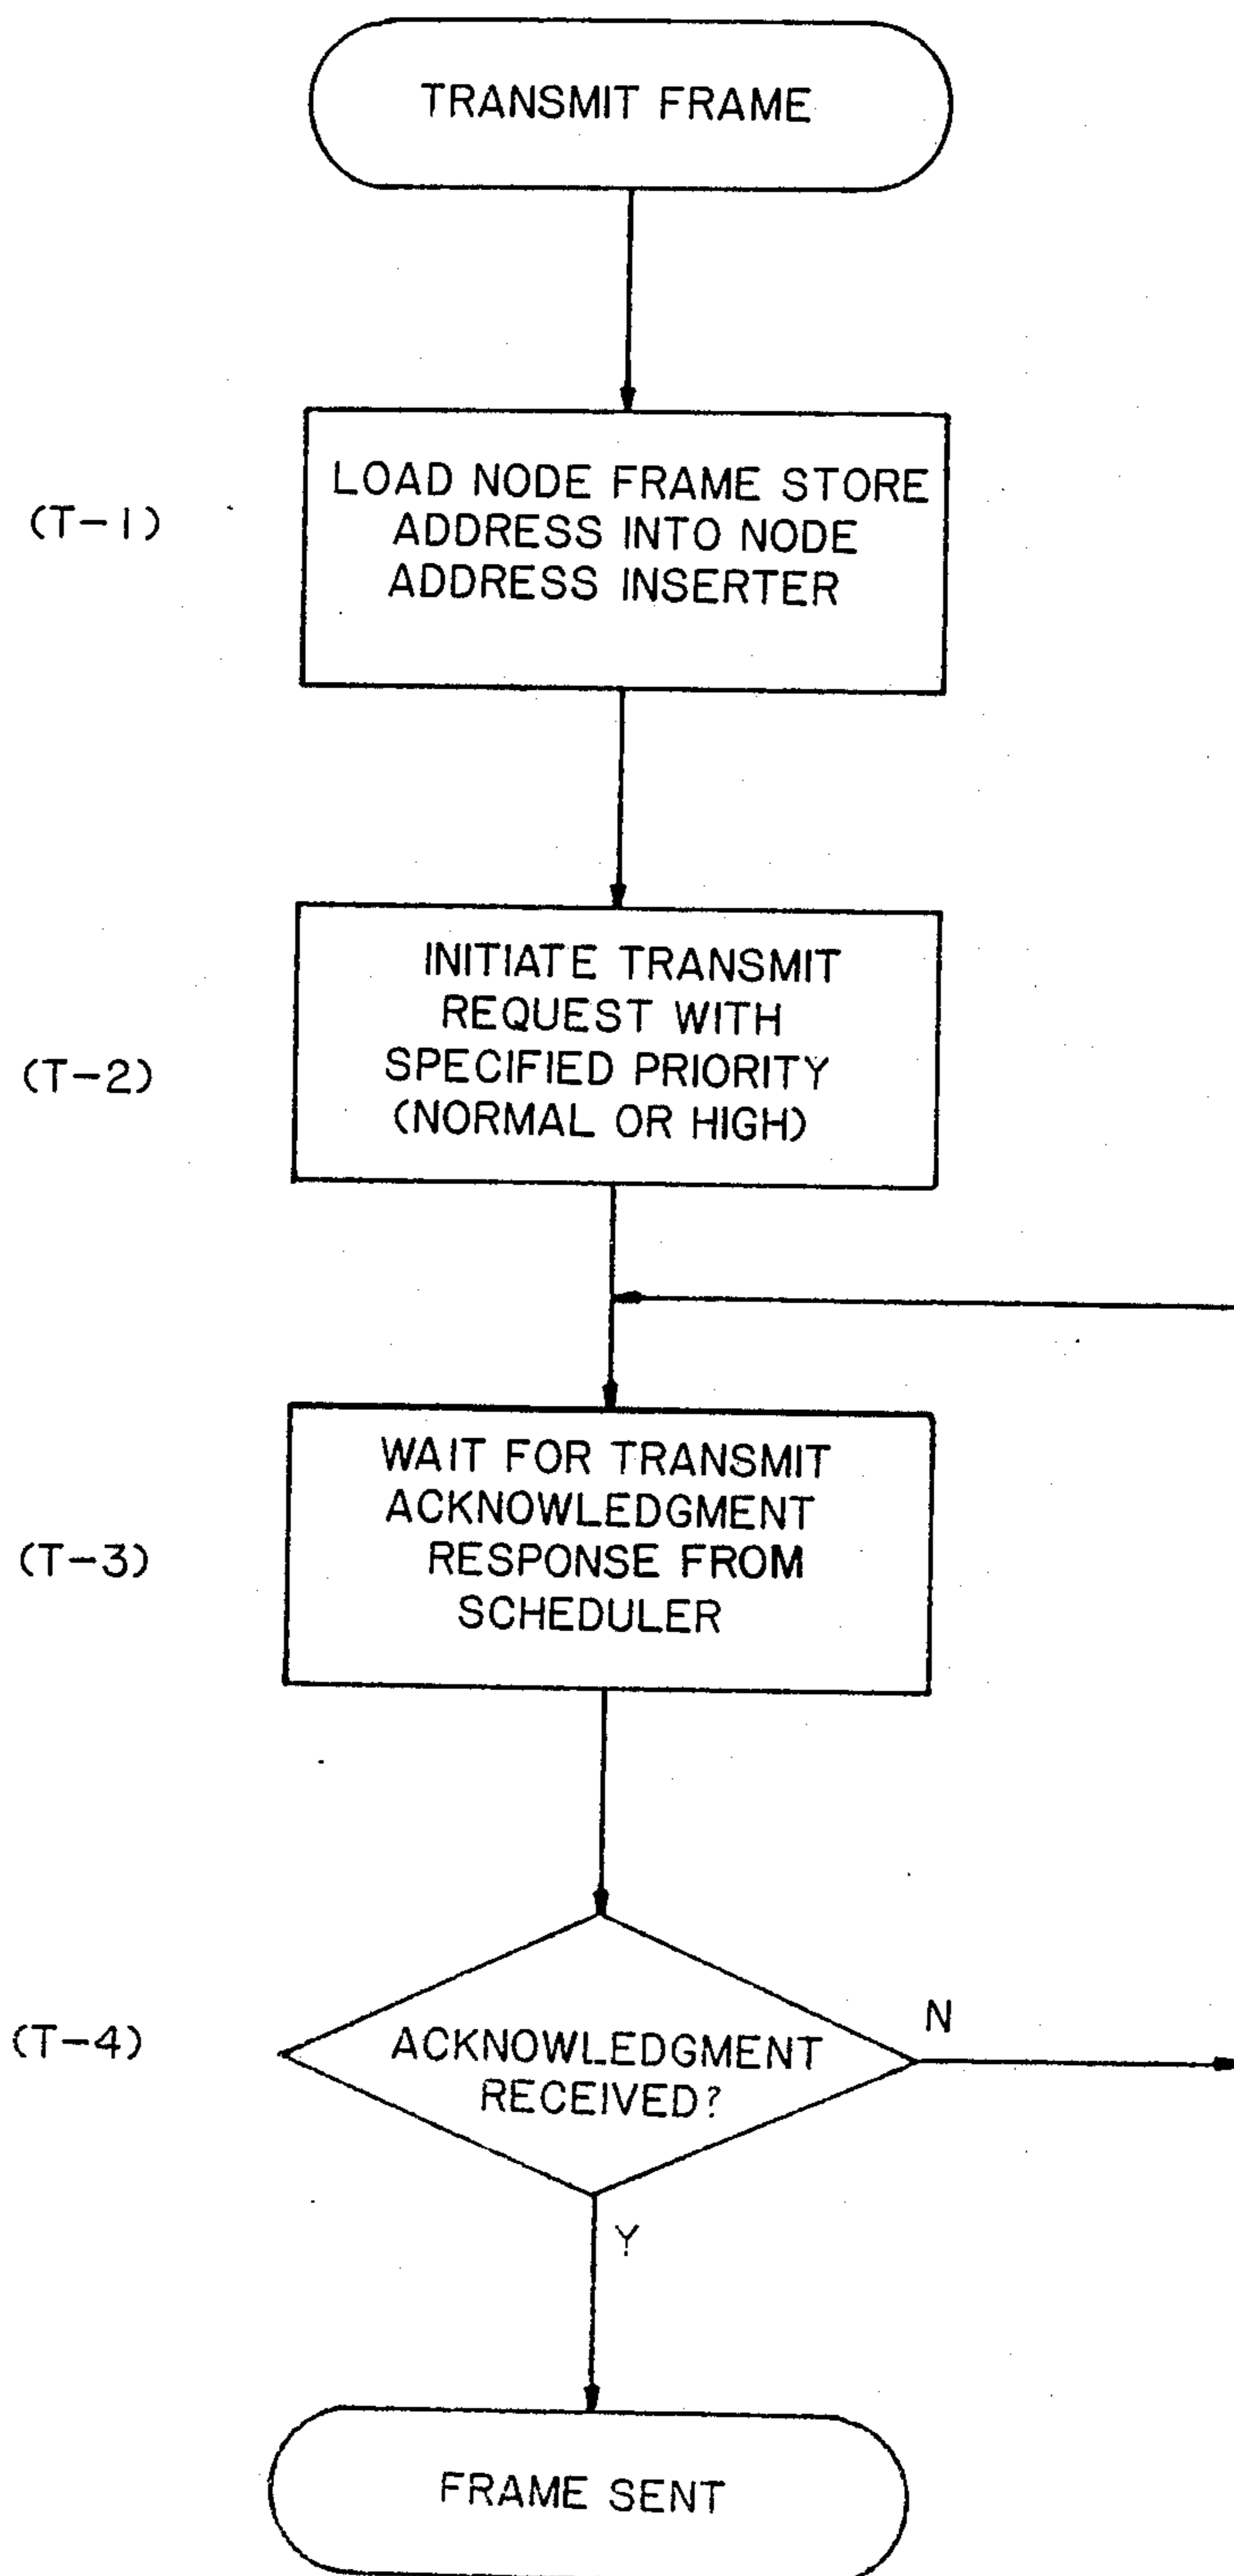 TRANSMIT FRAME
(T-1)
LOAD NODE FRAME STORE
ADDRESS INTO NODE
ADDRESS INSERTER
(T-2)
INITIATE TRANSMIT
REQUEST WITH
SPECIFIED PRIORITY
(NORMAL OR HIGH)
(T-3)
WAIT FOR TRANSMIT
ACKNOWLEDGMENT
RESPONSE FROM
SCHEDULER
(T-4)
ACKNOWLEDGMENT
RECEIVED?
N
Y
FRAME SENT